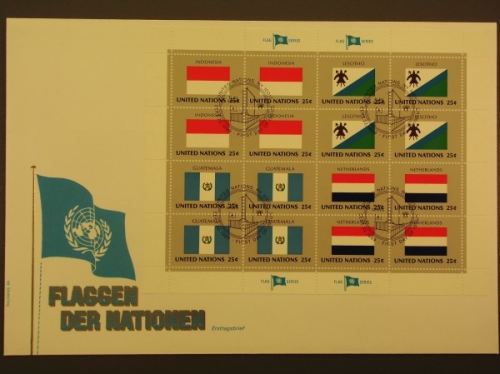 FLAG SERIES FLAG SERIES
INDONESIA INDONESIA LESOTHO LESOTHO
UNITED NATIONS 25¢ UNITED NATIONS 25¢ UNITED NATIONS 25¢ UNITED NATIONS 25¢
INDONESIA INDONESIA LESOTHO LESOTHO
UNITED NATIONS 25¢ UNITED NATIONS 25¢ UNITED NATIONS 25¢ UNITED NATIONS 25¢
GUATEMALA GUATEMALA NETHERLANDS NETHERLANDS
UNITED NATIONS 25¢ UNITED NATIONS 25¢ UNITED NATIONS 25¢ UNITED NATIONS 25¢
GUATEMALA GUATEMALA NETHERLANDS NETHERLANDS
UNITED NATIONS 25¢ UNITED NATIONS 25¢ UNITED NATIONS 25¢ UNITED NATIONS 25¢
FLAG SERIES FLAG SERIES
FLAGGEN
DER NATIONEN
Ersttagsbrief